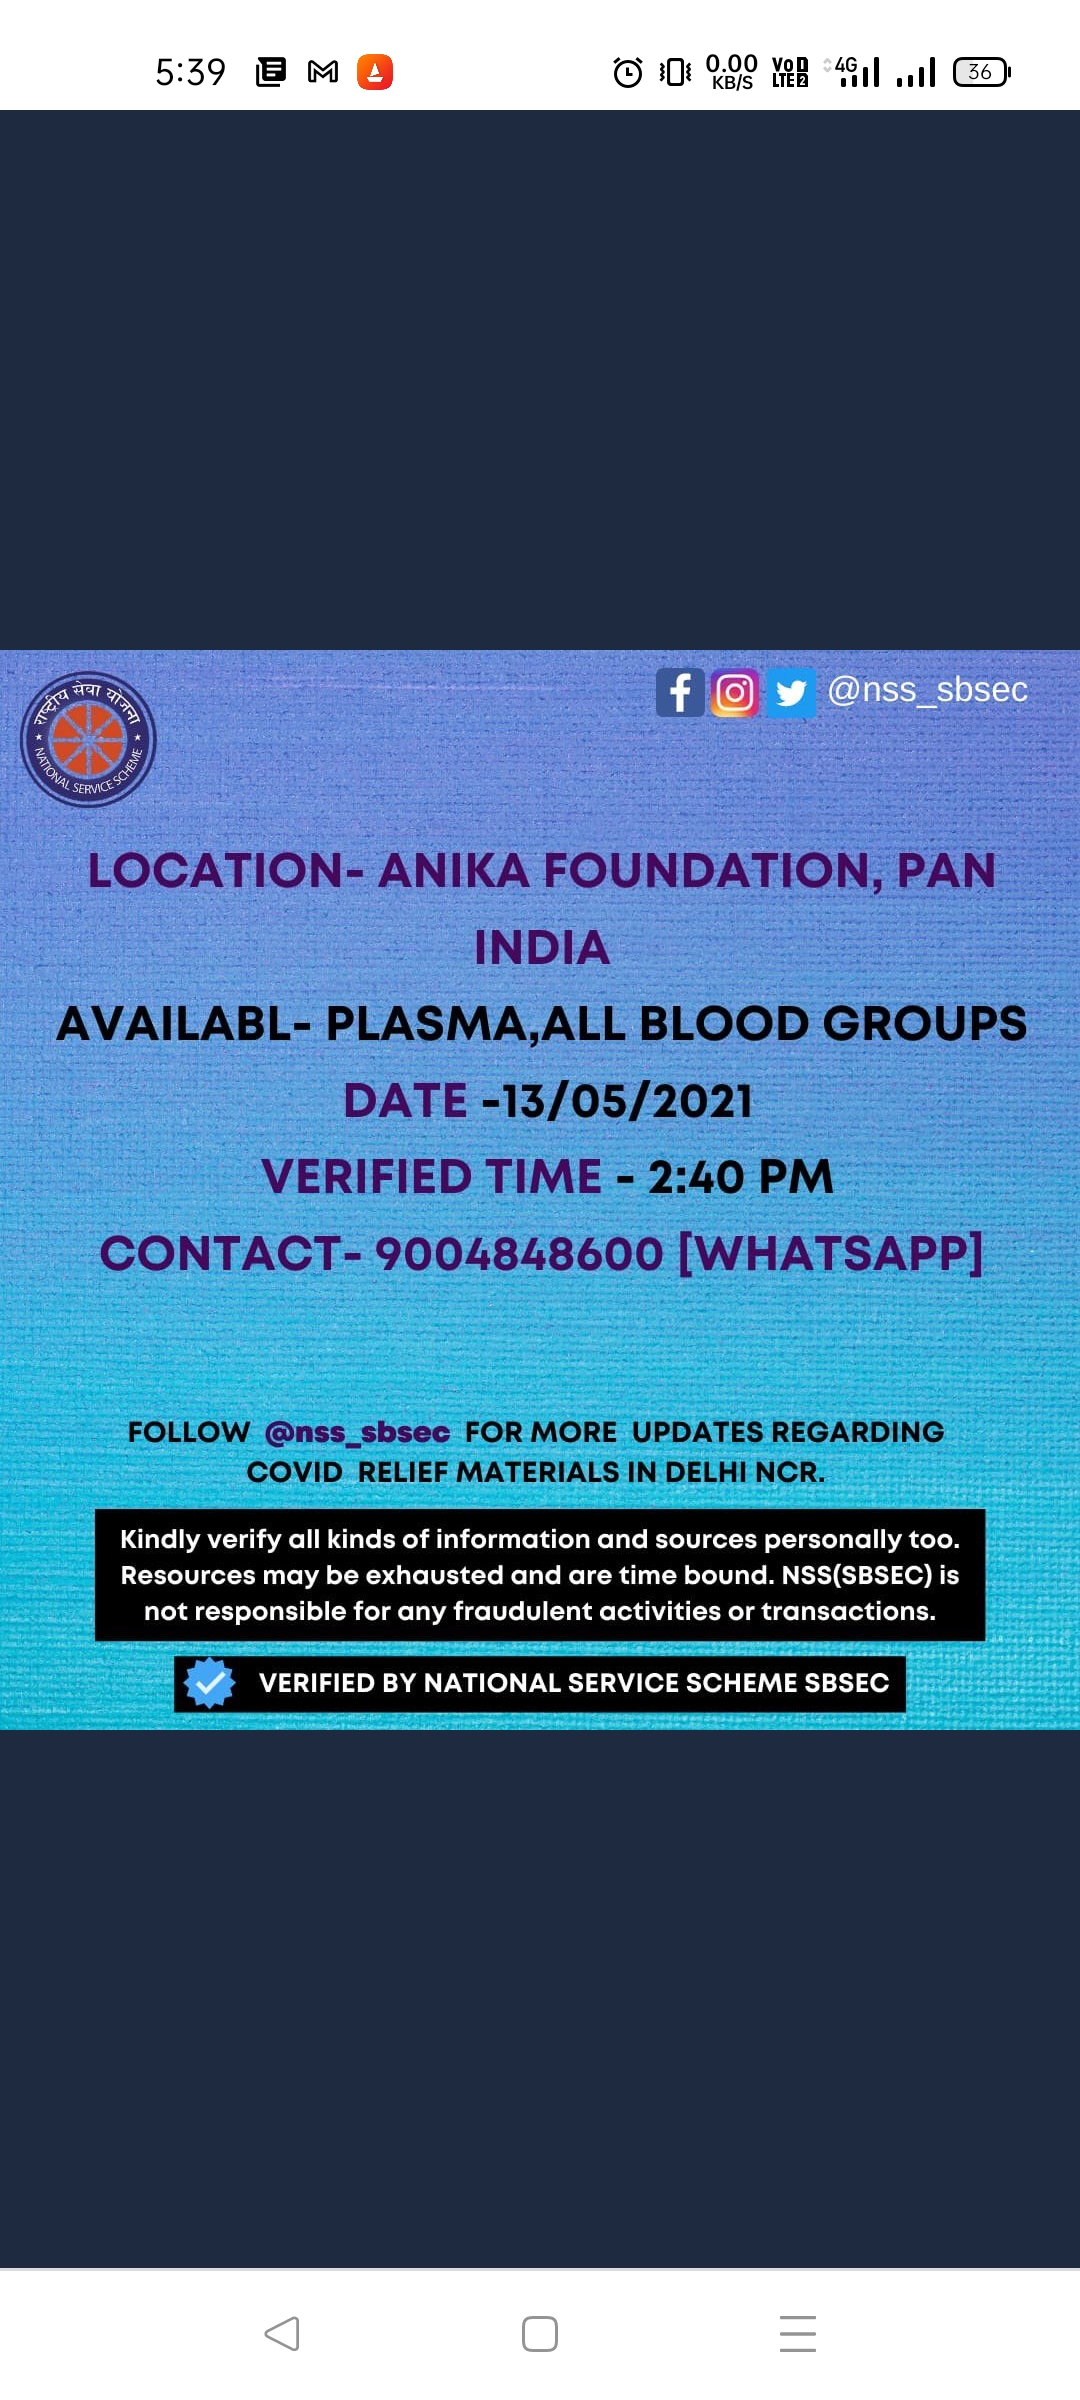 5:39
0.00 KB/S
VoD LTE 2
4G
36
राष्ट्रीय सेवा योजना
NATIONAL SERVICE SCHEME
@nss_sbsec
LOCATION- ANIKA FOUNDATION, PAN
INDIA
AVAILABL- PLASMA,ALL BLOOD GROUPS
DATE -13/05/2021
VERIFIED TIME - 2:40 PM
CONTACT- 9004848600 [WHATSAPP]
FOLLOW @nss_sbsec FOR MORE UPDATES REGARDING
COVID RELIEF MATERIALS IN DELHI NCR.
Kindly verify all kinds of information and sources personally too.
Resources may be exhausted and are time bound. NSS(SBSEC) is
not responsible for any fraudulent activities or transactions.
VERIFIED BY NATIONAL SERVICE SCHEME SBSEC